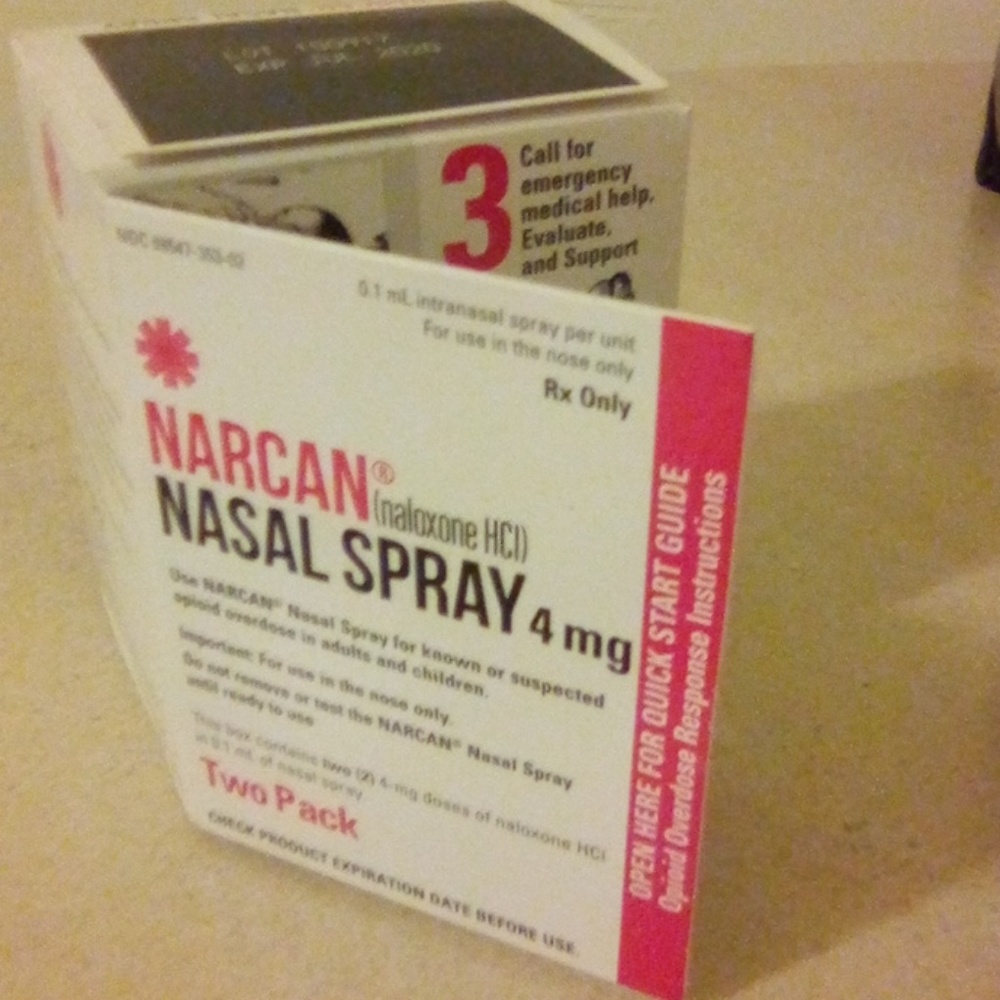 EXP JUL 2020
3
Call for
emergency
medical help.
Evaluate,
and Support
0.1 mL intranasal spray per unit
For use in the nose only
Rx Only
NARCAN®
(naloxone HCl)
NASAL SPRAY 4 mg
Use NARCAN® Nasal Spray for known or suspected
opioid overdose in adults and children.
Important: For use in the nose only.
Do not remove or test the NARCAN® Nasal Spray
until ready to use
This box contains two (2) 4-mg doses of naloxone HCl
in 0.1 mL of nasal spray
Two Pack
CHECK PRODUCT EXPIRATION DATE BEFORE USE.
OPEN HERE FOR QUICK START GUIDE
Opioid Overdose Response Instructions